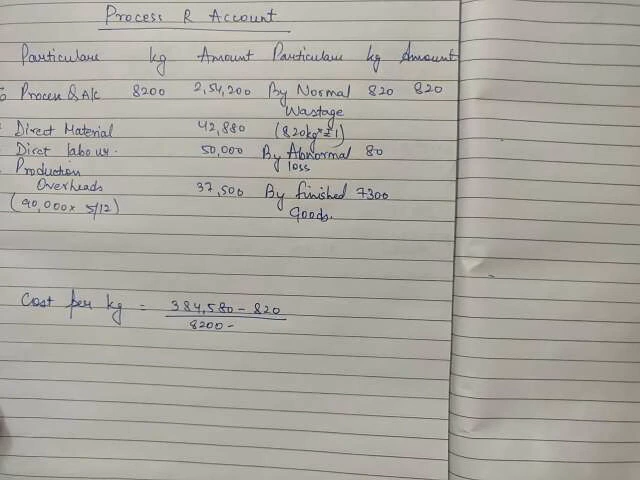 Process R Account
Particulars kg Amount Particulars kg Amount
To Process Q A/c 8200 2,54,200 By Normal 820 820
Wastage
Direct Material 42,880 (820kg*₹1)
Direct labour. 50,000 By Abnormal 80
loss
Production
Overheads 37,500 By finished 7300
(90,000x 5/12) Goods.
Cost per kg = 384,580 - 820
8200 -